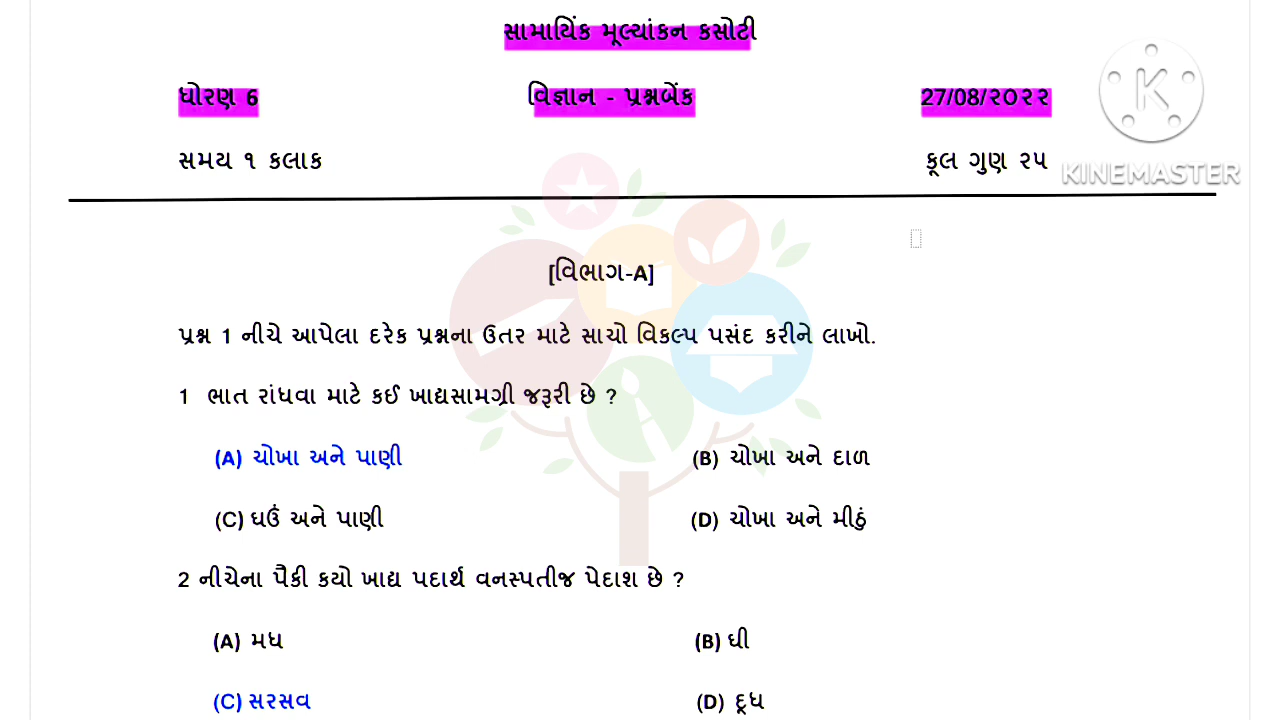 સામાયિંક મૂલ્યાંકન કસોટી
ધોરણ 6 વિજ્ઞાન - પ્રશ્નબેંક 27/08/૨૦૨૨
સમય ૧ કલાક કૂલ ગુણ ૨૫
KINEMASTER
[વિભાગ-A]
પ્રશ્ન 1 નીચે આપેલા દરેક પ્રશ્નના ઉતર માટે સાચો વિકલ્પ પસંદ કરીને લાખો.
1 ભાત રાંધવા માટે કઈ ખાદ્યસામગ્રી જરૂરી છે ?
(A) ચોખા અને પાણી (B) ચોખા અને દાળ
(C) ઘઉં અને પાણી (D) ચોખા અને મીઠું
2 નીચેના પૈકી કયો ખાદ્ય પદાર્થ વનસ્પતીજ પેદાશ છે ?
(A) મધ (B) ઘી
(C) સરસવ (D) દૂધ